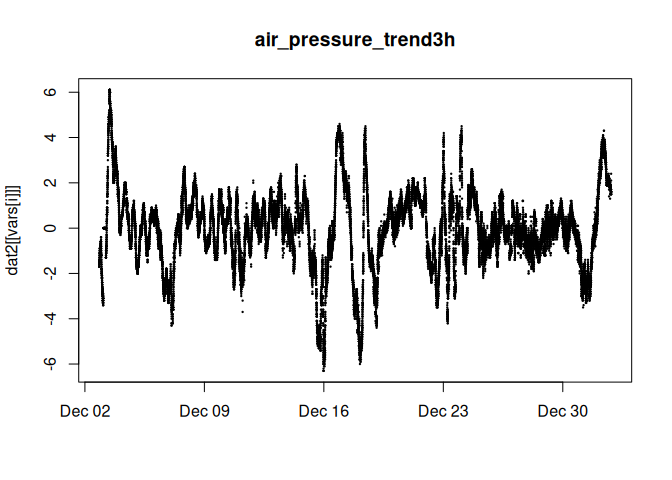 air_pressure_trend3h
dat2[[vars[i]]]
6
4
2
0
-2
-4
-6
Dec 02
Dec 09
Dec 16
Dec 23
Dec 30